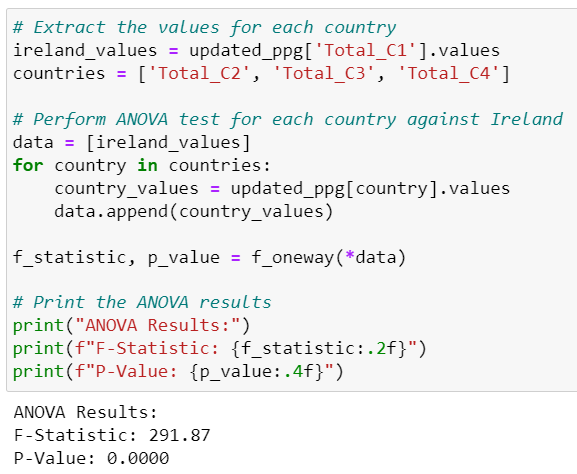 # Extract the values for each country
ireland_values = updated_ppg['Total_C1'].values
countries = ['Total_C2', 'Total_C3', 'Total_C4']
# Perform ANOVA test for each country against Ireland
data = [ireland_values]
for country in countries:
    country_values = updated_ppg[country].values
    data.append(country_values)
f_statistic, p_value = f_oneway(*data)
# Print the ANOVA results
print("ANOVA Results:")
print(f"F-Statistic: {f_statistic:.2f}")
print(f"P-Value: {p_value:.4f}")
ANOVA Results:
F-Statistic: 291.87
P-Value: 0.0000